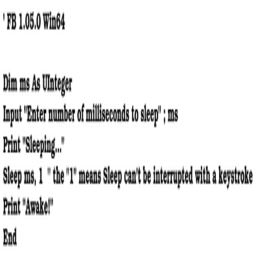 ' FB 1.05.0 Win64
Dim ms As UInteger
Input "Enter number of milliseconds to sleep" ; ms
Print "Sleeping..."
Sleep ms, 1 " the "1" means Sleep can't be interrupted with a keystroke
Print "Awake!"
End